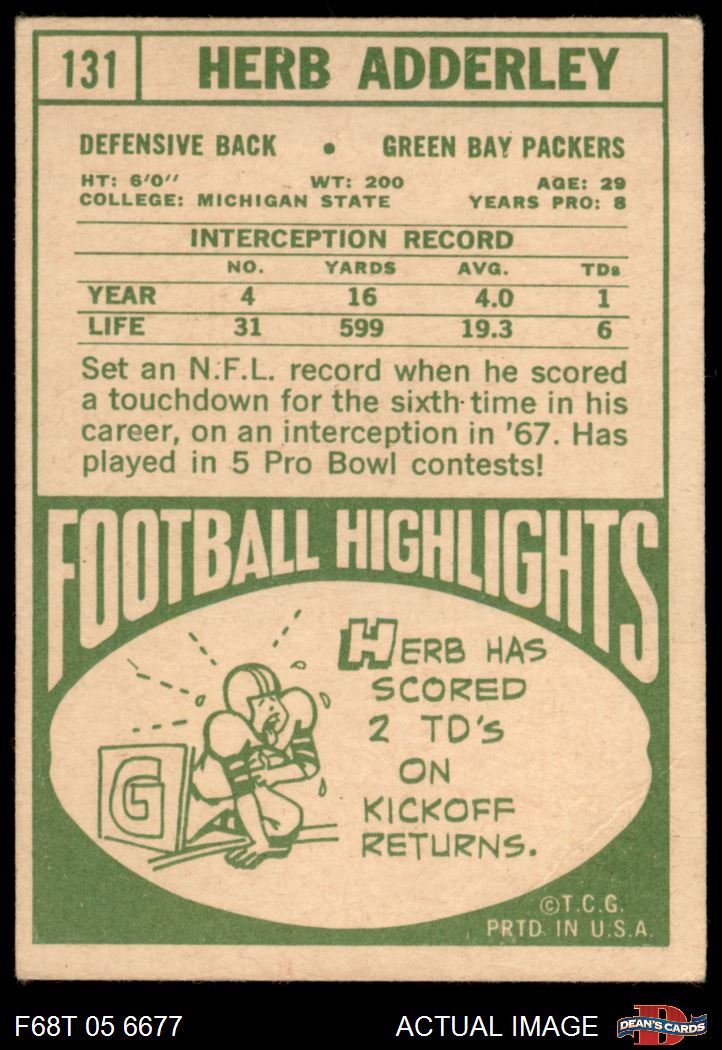 131 HERB ADDERLEY
DEFENSIVE BACK • GREEN BAY PACKERS
HT: 6'0" WT: 200 AGE: 29
COLLEGE: MICHIGAN STATE YEARS PRO: 8
INTERCEPTION RECORD
NO. YARDS AVG. TDs
YEAR 4 16 4.0 1
LIFE 31 599 19.3 6
Set an N.F.L. record when he scored
a touchdown for the sixth time in his
career, on an interception in '67. Has
played in 5 Pro Bowl contests!
FOOTBALL HIGHLIGHTS
HERB HAS
SCORED
2 TD'S
ON
KICKOFF
RETURNS.
G
©T.C.G.
PRTD. IN U.S.A.
F68T 05 6677 ACTUAL IMAGE D DEAN'S CARDS